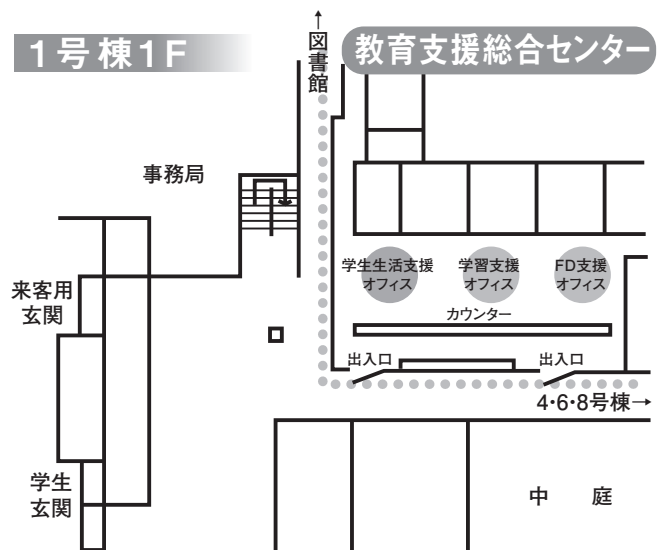 ↑
図書館
1号棟1F
教育支援総合センター
事務局
学生生活支援
オフィス
学習支援
オフィス
FD支援
オフィス
来客用
玄関
カウンター
出入口
出入口
4・6・8号棟→
学生
玄関
中庭